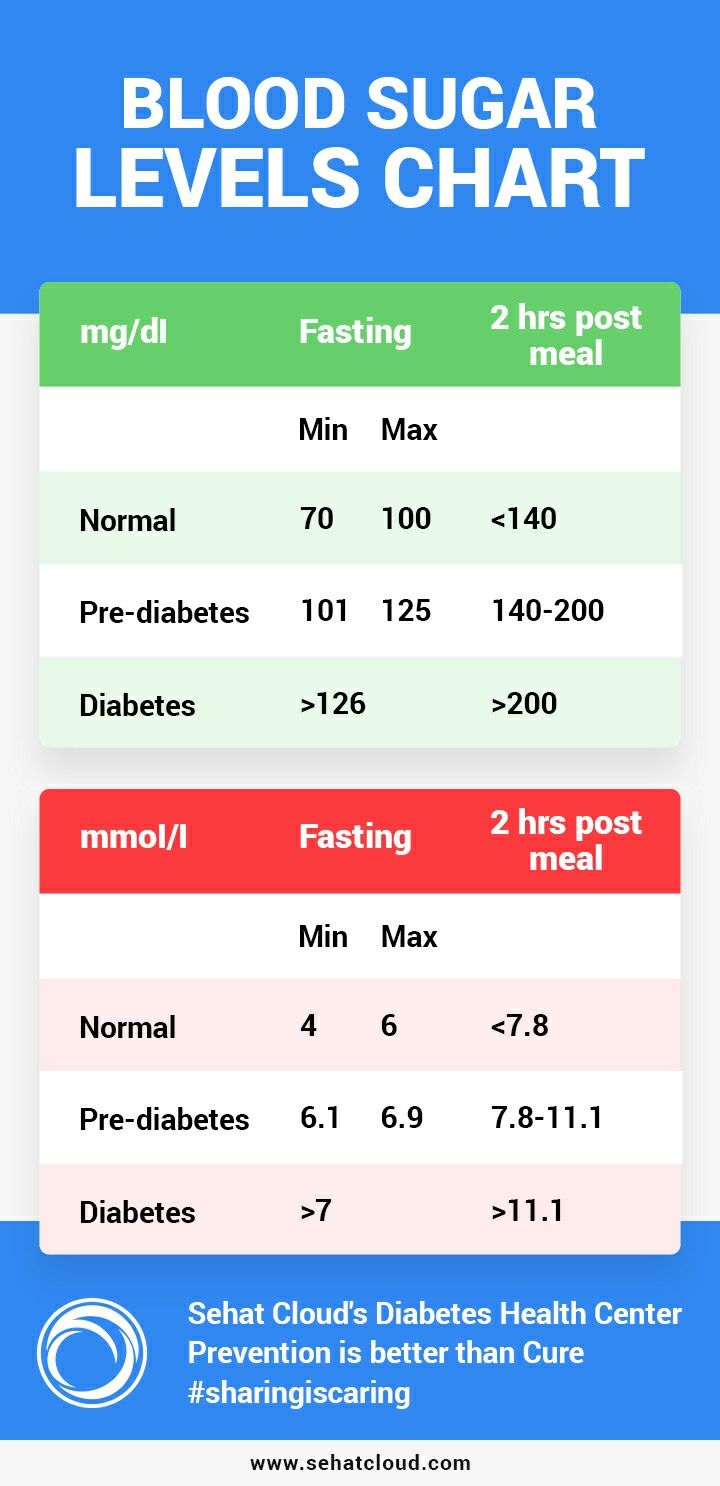 BLOOD SUGAR
LEVELS CHART
mg/dl Fasting 2 hrs post
meal
Min Max
Normal 70 100 <140
Pre-diabetes 101 125 140-200
Diabetes >126 >200
mmol/l Fasting 2 hrs post
meal
Min Max
Normal 4 6 <7.8
Pre-diabetes 6.1 6.9 7.8-11.1
Diabetes >7 >11.1
Sehat Cloud's Diabetes Health Center
Prevention is better than Cure
#sharingiscaring
www.sehatcloud.com